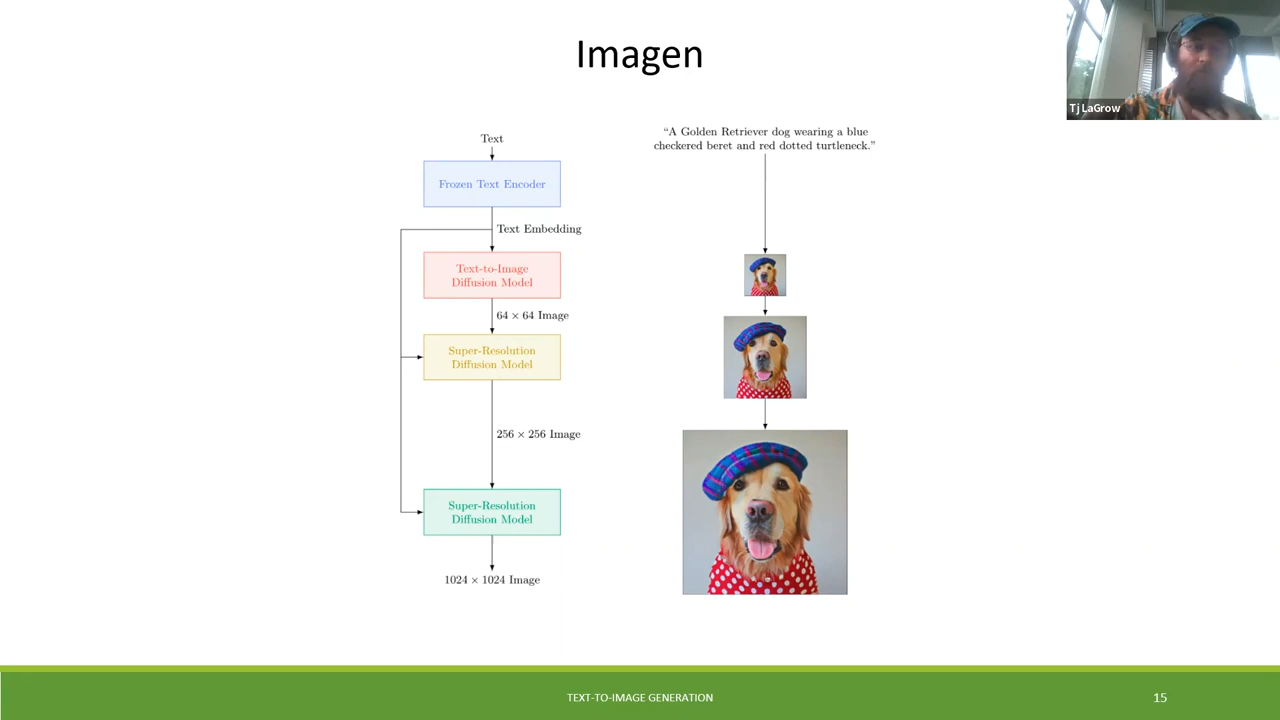 Imagen
Tj LaGrow
Text
Frozen Text Encoder
Text Embedding
Text-to-Image
Diffusion Model
64 × 64 Image
Super-Resolution
Diffusion Model
256 × 256 Image
Super-Resolution
Diffusion Model
1024 × 1024 Image
“A Golden Retriever dog wearing a blue
checkered beret and red dotted turtleneck.”
TEXT-TO-IMAGE GENERATION
15